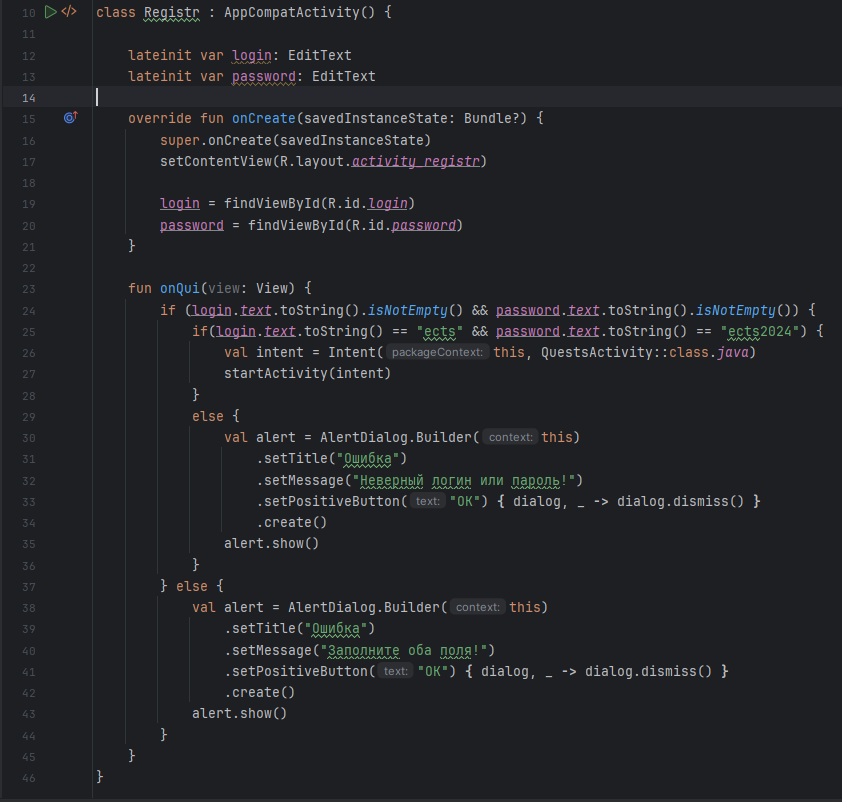 10 class Registr : AppCompatActivity() {
11
12     lateinit var login: EditText
13     lateinit var password: EditText
14
15     override fun onCreate(savedInstanceState: Bundle?) {
16         super.onCreate(savedInstanceState)
17         setContentView(R.layout.activity_registr)
18
19         login = findViewById(R.id.login)
20         password = findViewById(R.id.password)
21     }
22
23     fun onQui(view: View) {
24         if (login.text.toString().isNotEmpty() && password.text.toString().isNotEmpty()) {
25             if(login.text.toString() == "ects" && password.text.toString() == "ects2024") {
26                 val intent = Intent( packageContext: this, QuestsActivity::class.java)
27                 startActivity(intent)
28             }
29             else {
30                 val alert = AlertDialog.Builder( context: this)
31                     .setTitle("Ошибка")
32                     .setMessage("Неверный логин или пароль!")
33                     .setPositiveButton( text: "OK") { dialog, _ -> dialog.dismiss() }
34                     .create()
35                 alert.show()
36             }
37         } else {
38             val alert = AlertDialog.Builder( context: this)
39                 .setTitle("Ошибка")
40                 .setMessage("Заполните оба поля!")
41                 .setPositiveButton( text: "OK") { dialog, _ -> dialog.dismiss() }
42                 .create()
43             alert.show()
44         }
45     }
46 }